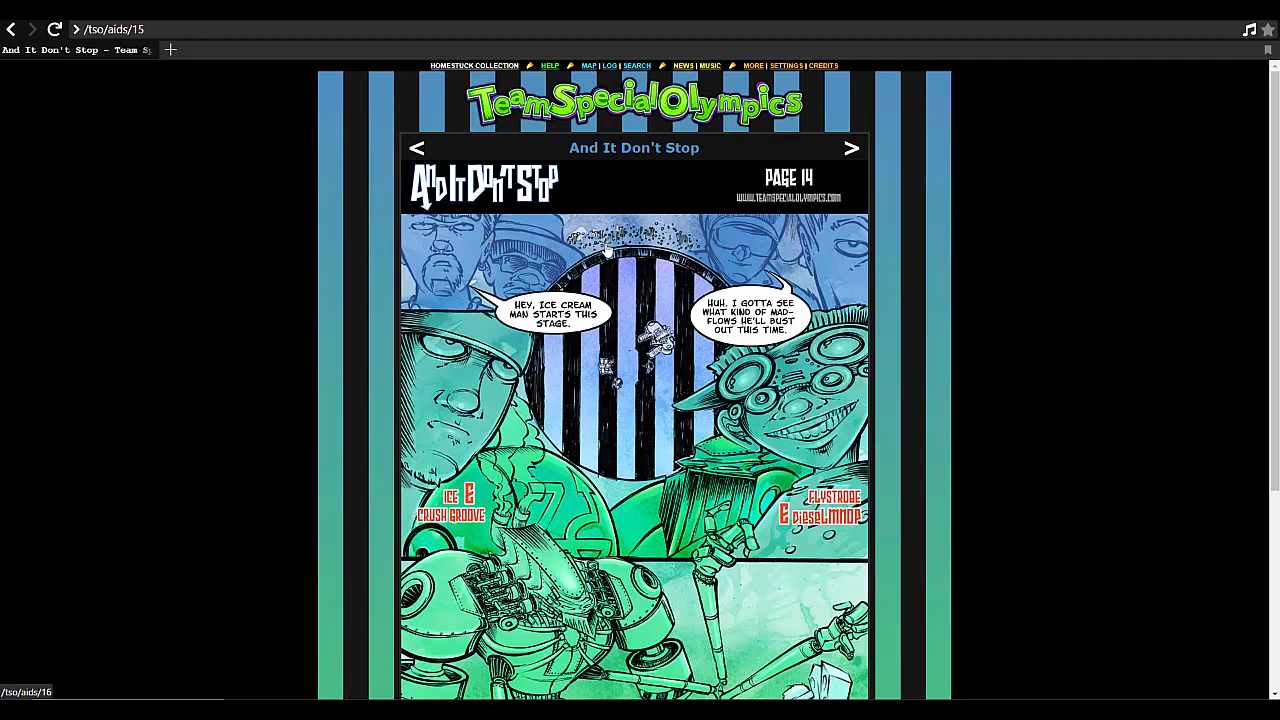 /tso/aids/15
And It Don't Stop - Team Sp
HOMESTUCK COLLECTION HELP MAP | LOG | SEARCH NEWS | MUSIC MORE | SETTINGS | CREDITS
TeamSpecialOlympics
< And It Don't Stop >
And It Don't Stop
PAGE 14
WWW.TEAMSPECIALOLYMPICS.COM
HEY, ICE CREAM
MAN STARTS THIS
STAGE.
HUH. I GOTTA SEE
WHAT KIND OF MAD-
FLOWS HE'LL BUST
OUT THIS TIME.
ICE &
CRUSH GROOVE
FLYSTROBE
& DieseLMNOP
/tso/aids/16